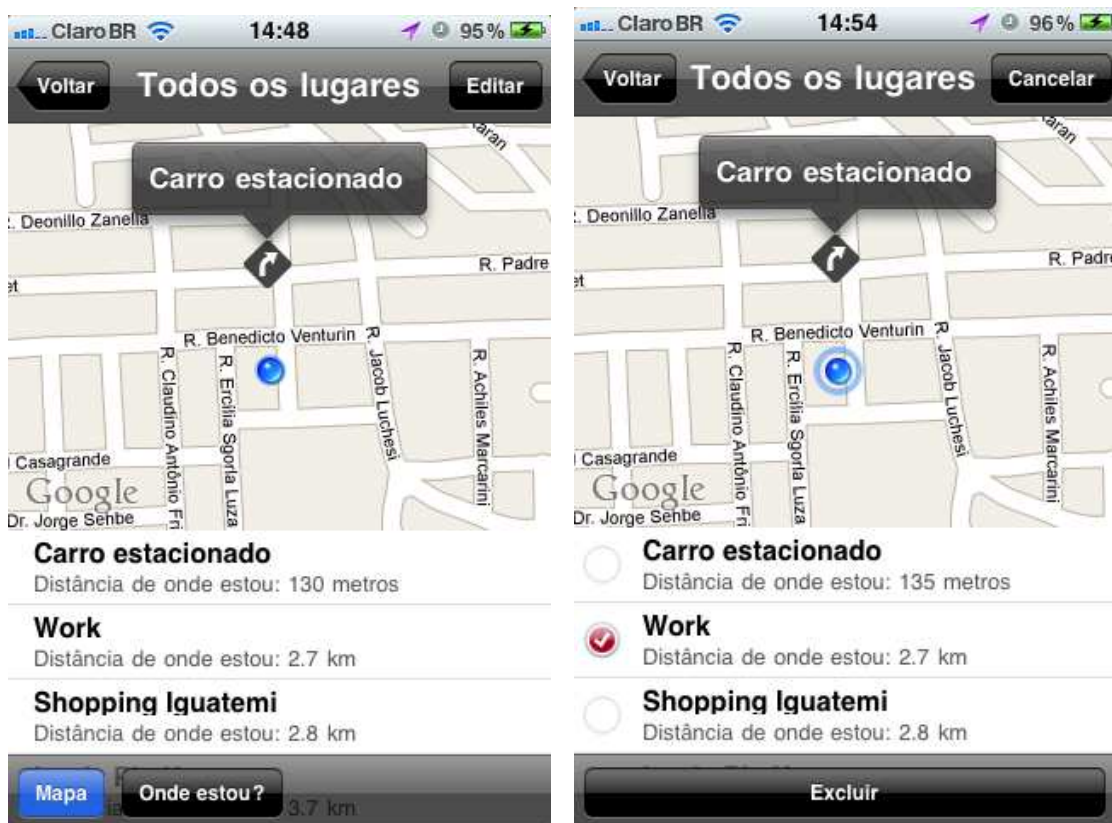 Claro BR 14:48 95 %
Voltar Todos os lugares Editar
Carro estacionado
. Deonillo Zanella
R. Padre
et
R. Benedicto Venturin
R. Claudino Antônio Fri
R. Ercília Sgorla Luza
R. Jacob Luchesi
R. Achiles Marcarini
Casagrande
Google
Dr. Jorge Sehbe
Carro estacionado
Distância de onde estou: 130 metros
Work
Distância de onde estou: 2.7 km
Shopping Iguatemi
Distância de onde estou: 2.8 km
Mapa Onde estou?
3.7 km
Claro BR 14:54 96 %
Voltar Todos os lugares Cancelar
Carro estacionado
. Deonillo Zanella
R. Padre
et
R. Benedicto Venturin
R. Claudino Antônio Fri
R. Ercília Sgorla Luza
R. Jacob Luchesi
R. Achiles Marcarini
Casagrande
Google
Dr. Jorge Sehbe
Carro estacionado
Distância de onde estou: 135 metros
Work
Distância de onde estou: 2.7 km
Shopping Iguatemi
Distância de onde estou: 2.8 km
Excluir